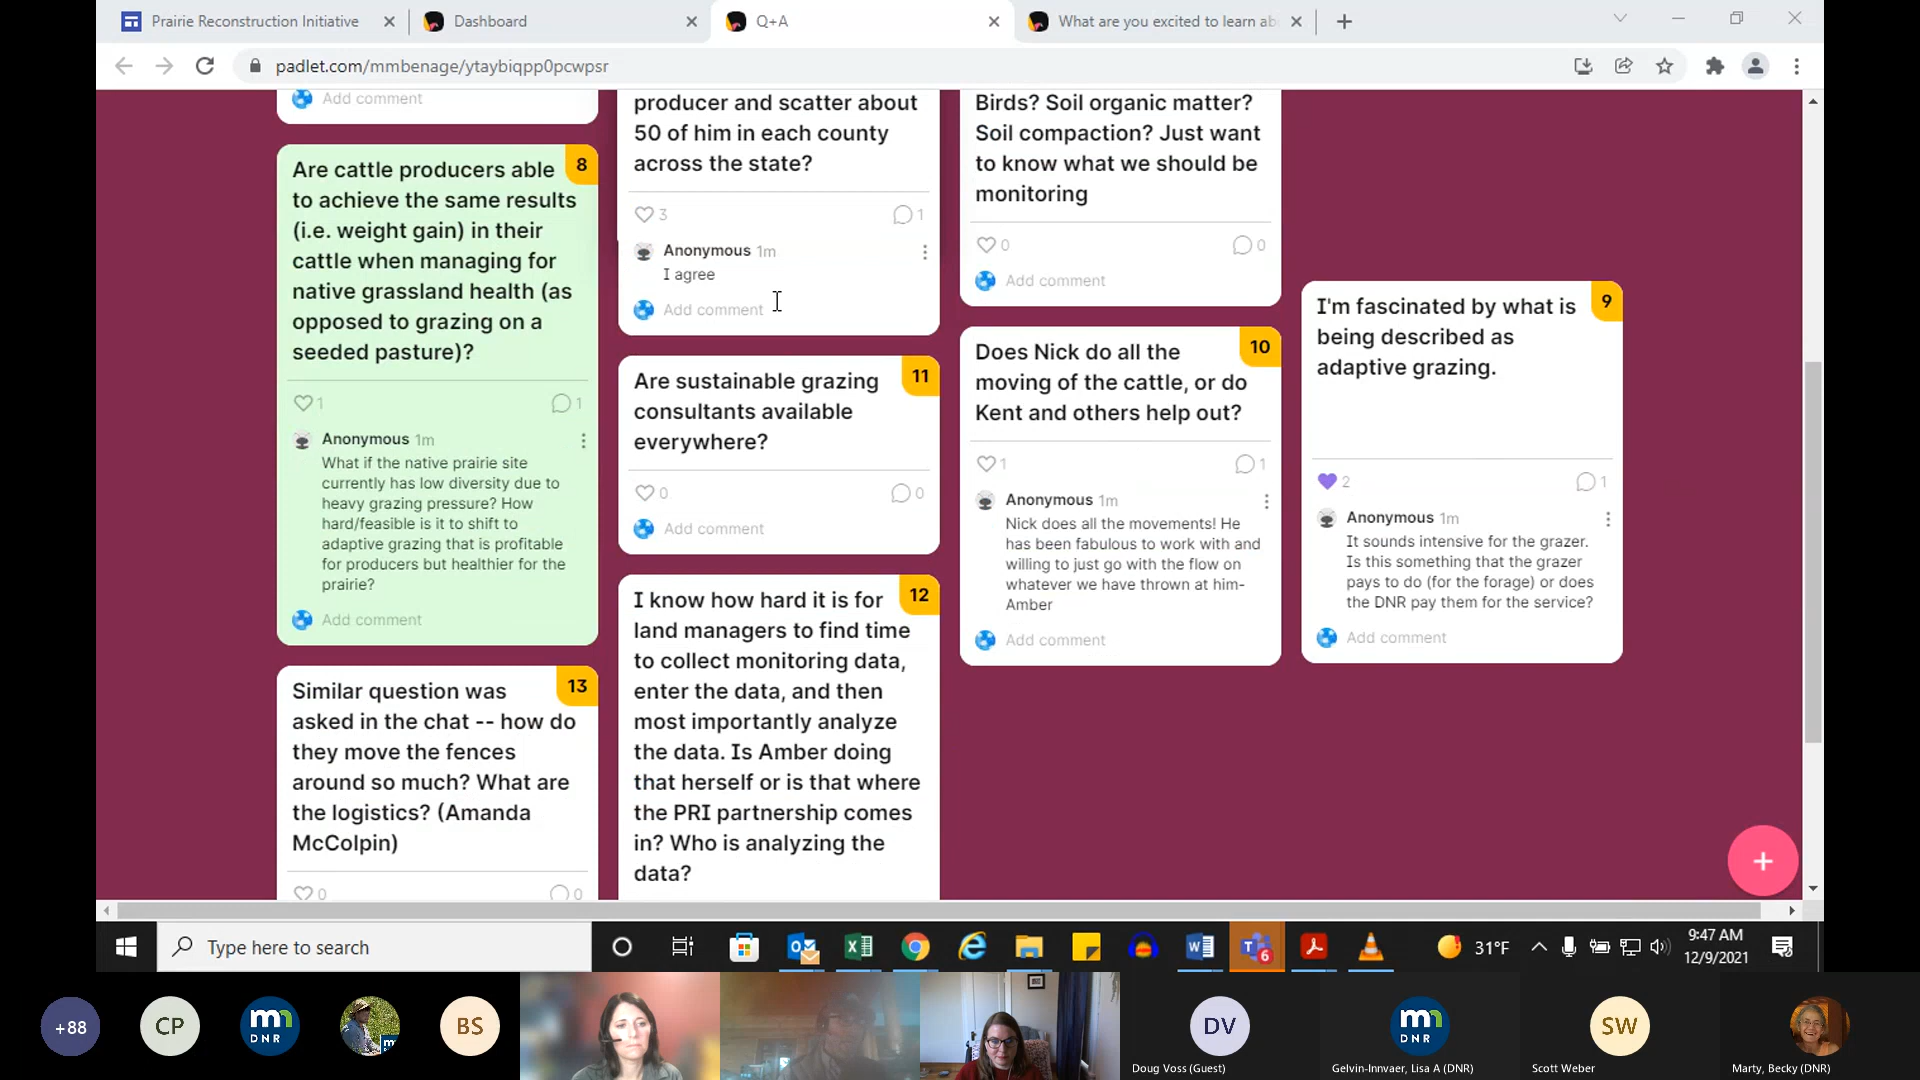 Prairie Reconstruction Initiative
Dashboard
Q+A
What are you excited to learn ab
padlet.com/mmbenage/ytaybiqpp0pcwpsr
Add comment
8
Are cattle producers able
to achieve the same results
(i.e. weight gain) in their
cattle when managing for
native grassland health (as
opposed to grazing on a
seeded pasture)?
1
1
Anonymous 1m
What if the native prairie site
currently has low diversity due to
heavy grazing pressure? How
hard/feasible is it to shift to
adaptive grazing that is profitable
for producers but healthier for the
prairie?
Add comment
13
Similar question was
asked in the chat -- how do
they move the fences
around so much? What are
the logistics? (Amanda
McColpin)
0
0
producer and scatter about
50 of him in each county
across the state?
3
1
Anonymous 1m
I agree
Add comment
11
Are sustainable grazing
consultants available
everywhere?
0
0
Add comment
12
I know how hard it is for
land managers to find time
to collect monitoring data,
enter the data, and then
most importantly analyze
the data. Is Amber doing
that herself or is that where
the PRI partnership comes
in? Who is analyzing the
data?
Birds? Soil organic matter?
Soil compaction? Just want
to know what we should be
monitoring
0
0
Add comment
10
Does Nick do all the
moving of the cattle, or do
Kent and others help out?
1
1
Anonymous 1m
Nick does all the movements! He
has been fabulous to work with and
willing to just go with the flow on
whatever we have thrown at him-
Amber
Add comment
9
I'm fascinated by what is
being described as
adaptive grazing.
2
1
Anonymous 1m
It sounds intensive for the grazer.
Is this something that the grazer
pays to do (for the forage) or does
the DNR pay them for the service?
Add comment
Type here to search
6
31°F
9:47 AM
12/9/2021
+88
CP
mn
DNR
m
BS
DV
Doug Voss (Guest)
mn
DNR
Gelvin-Innvaer, Lisa A (DNR)
SW
Scott Weber
Marty, Becky (DNR)